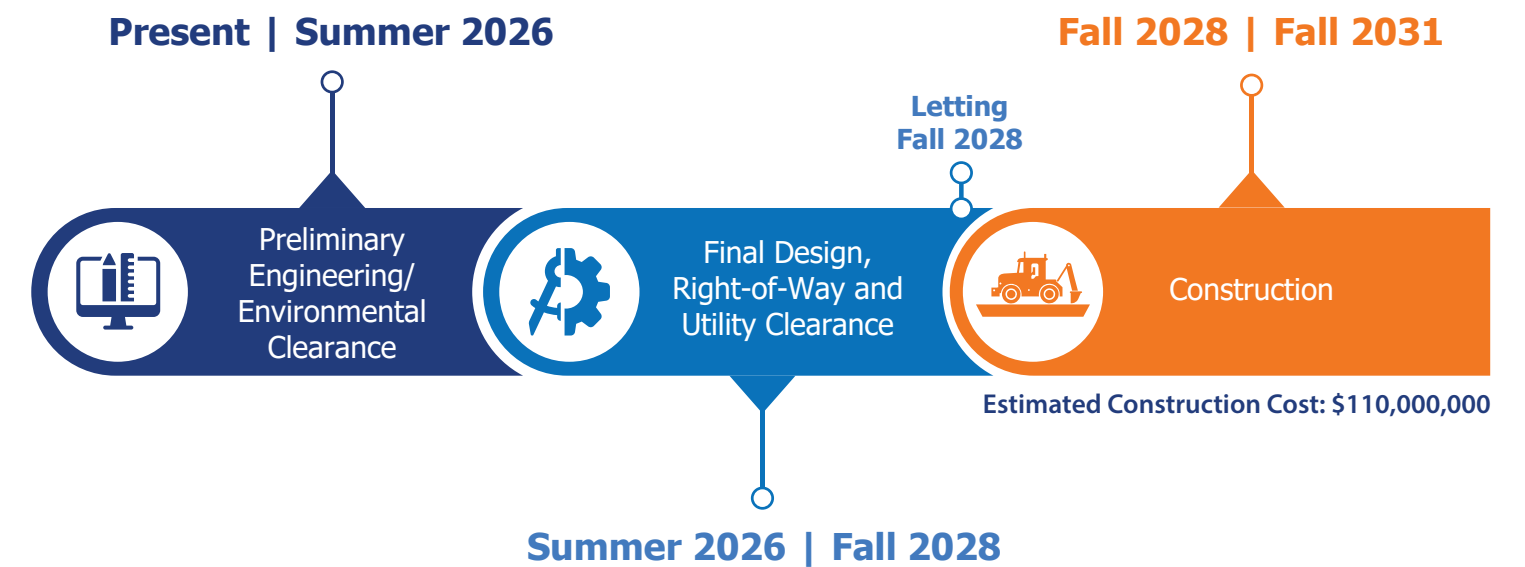 Present | Summer 2026
Fall 2028 | Fall 2031
Letting
Fall 2028
Preliminary
Engineering/
Environmental
Clearance
Final Design,
Right-of-Way and
Utility Clearance
Construction
Estimated Construction Cost: $110,000,000
Summer 2026 | Fall 2028